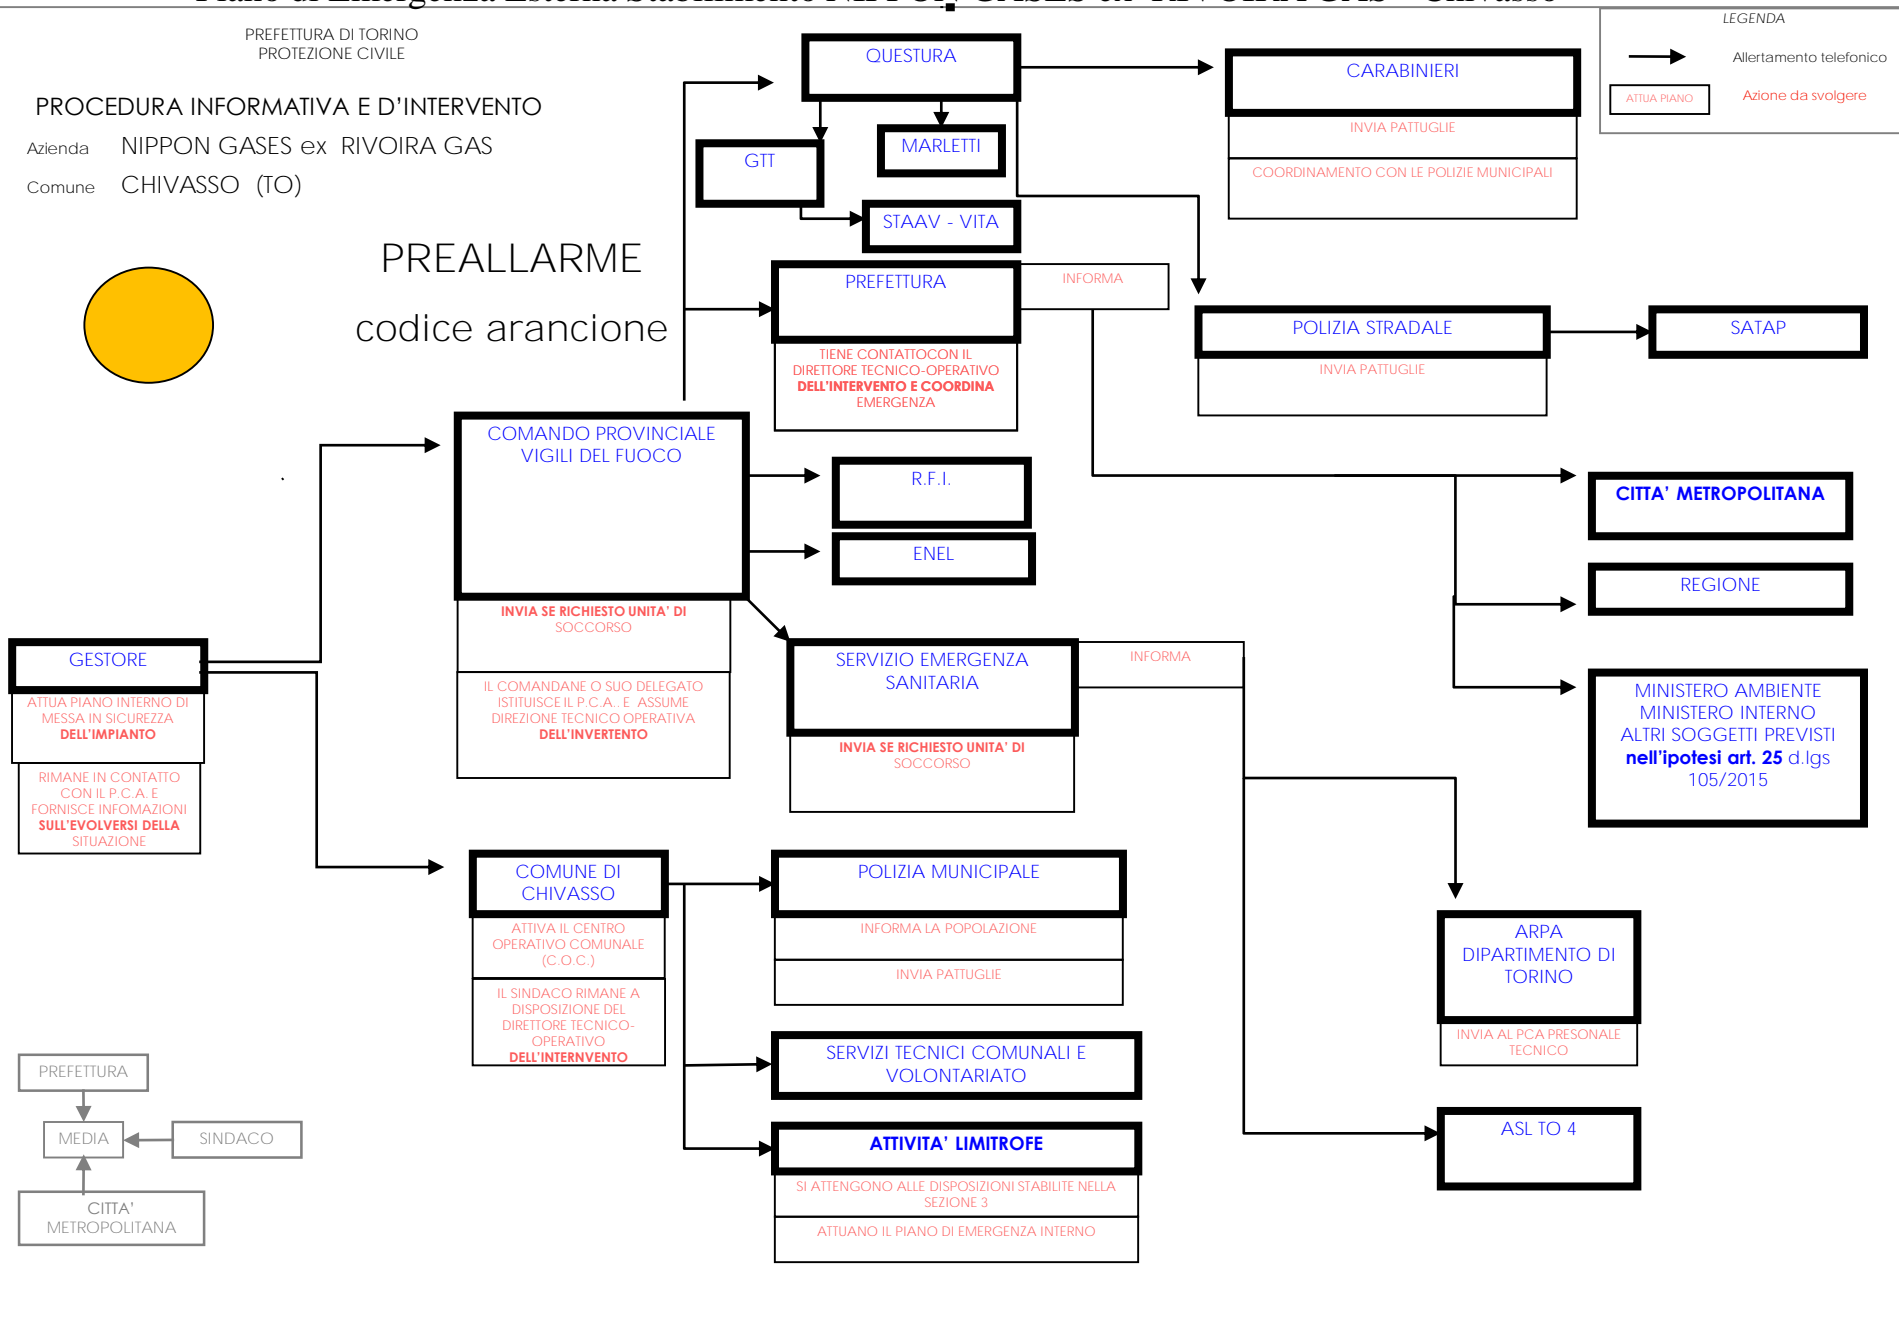 PREFETTURA DI TORINO
PROTEZIONE CIVILE
PROCEDURA INFORMATIVA E D'INTERVENTO
Azienda NIPPON GASES ex RIVOIRA GAS
Comune CHIVASSO (TO)
PREALLARME
codice arancione
LEGENDA
Allertamento telefonico
ATTUA PIANO
Azione da svolgere
QUESTURA
CARABINIERI
INVIA PATTUGLIE
COORDINAMENTO CON LE POLIZIE MUNICIPALI
GTT
MARLETTI
STAAV - VITA
PREFETTURA
INFORMA
TIENE CONTATTOCON IL
DIRETTORE TECNICO-OPERATIVO
DELL'INTERVENTO E COORDINA
EMERGENZA
POLIZIA STRADALE
INVIA PATTUGLIE
SATAP
COMANDO PROVINCIALE
VIGILI DEL FUOCO
INVIA SE RICHIESTO UNITA' DI
SOCCORSO
IL COMANDANE O SUO DELEGATO
ISTITUISCE IL P.C.A.. E ASSUME
DIREZIONE TECNICO OPERATIVA
DELL'INVERTENTO
R.F.I.
ENEL
CITTA' METROPOLITANA
REGIONE
MINISTERO AMBIENTE
MINISTERO INTERNO
ALTRI SOGGETTI PREVISTI
nell'ipotesi art. 25 d.lgs
105/2015
GESTORE
ATTUA PIANO INTERNO DI
MESSA IN SICUREZZA
DELL'IMPIANTO
RIMANE IN CONTATTO
CON IL P.C.A. E
FORNISCE INFOMAZIONI
SULL'EVOLVERSI DELLA
SITUAZIONE
SERVIZIO EMERGENZA
SANITARIA
INFORMA
INVIA SE RICHIESTO UNITA' DI
SOCCORSO
COMUNE DI
CHIVASSO
ATTIVA IL CENTRO
OPERATIVO COMUNALE
(C.O.C.)
IL SINDACO RIMANE A
DISPOSIZIONE DEL
DIRETTORE TECNICO-
OPERATIVO
DELL'INTERNVENTO
POLIZIA MUNICIPALE
INFORMA LA POPOLAZIONE
INVIA PATTUGLIE
SERVIZI TECNICI COMUNALI E
VOLONTARIATO
ATTIVITA' LIMITROFE
SI ATTENGONO ALLE DISPOSIZIONI STABILITE NELLA
SEZIONE 3
ATTUANO IL PIANO DI EMERGENZA INTERNO
ARPA
DIPARTIMENTO DI
TORINO
INVIA AL PCA PRESONALE
TECNICO
ASL TO 4
PREFETTURA
MEDIA
SINDACO
CITTA'
METROPOLITANA